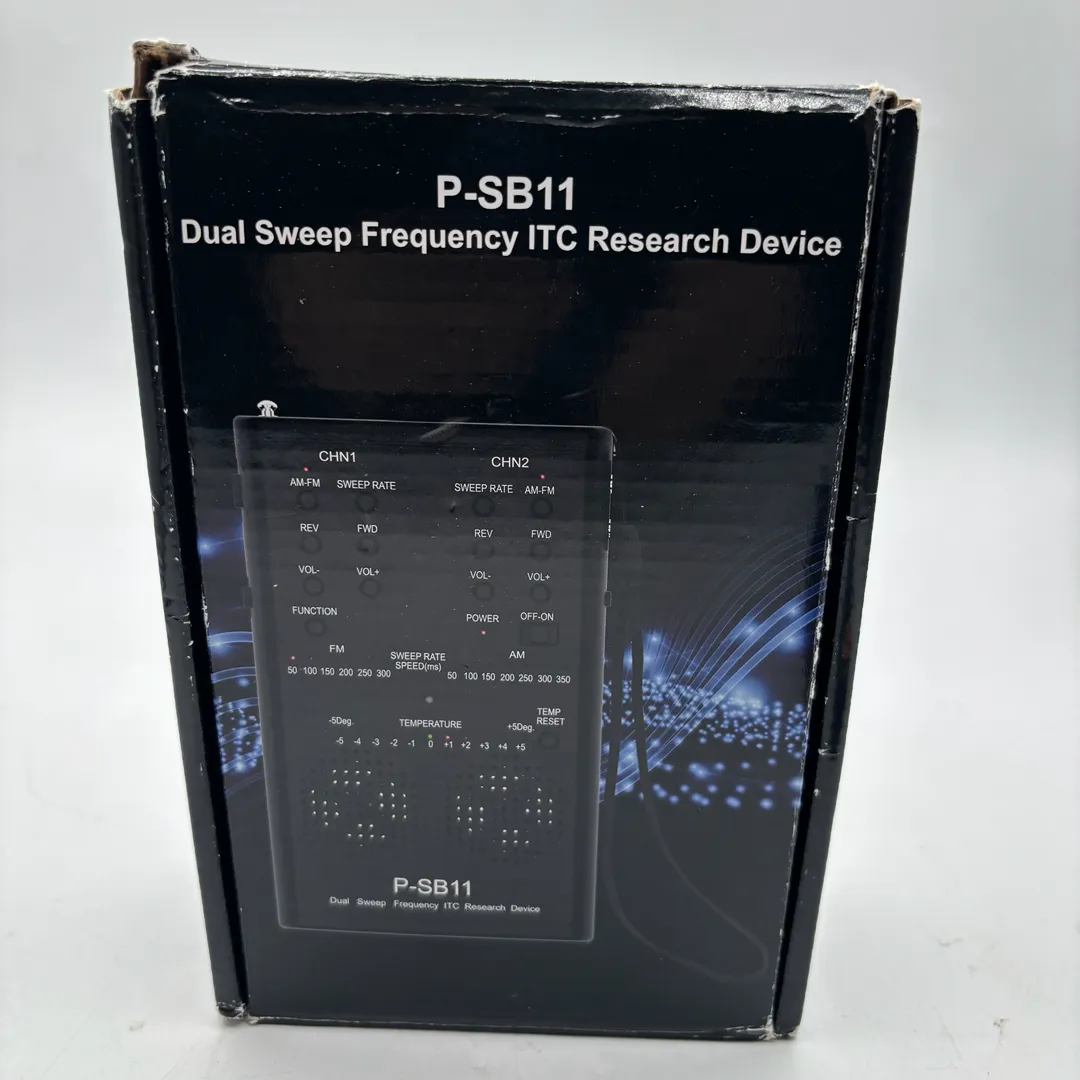 P-SB11
Dual Sweep Frequency ITC Research Device
CHN1 CHN2
AM-FM SWEEP RATE SWEEP RATE AM-FM
REV FWD REV FWD
VOL- VOL+ VOL- VOL+
FUNCTION POWER OFF-ON
FM SWEEP RATE AM
SPEED(ms)
50 100 150 200 250 300 50 100 150 200 250 300 350
-5Deg. TEMPERATURE +5Deg. TEMP
RESET
-5 -4 -3 -2 -1 0 +1 +2 +3 +4 +5
P-SB11
Dual Sweep Frequency ITC Research Device